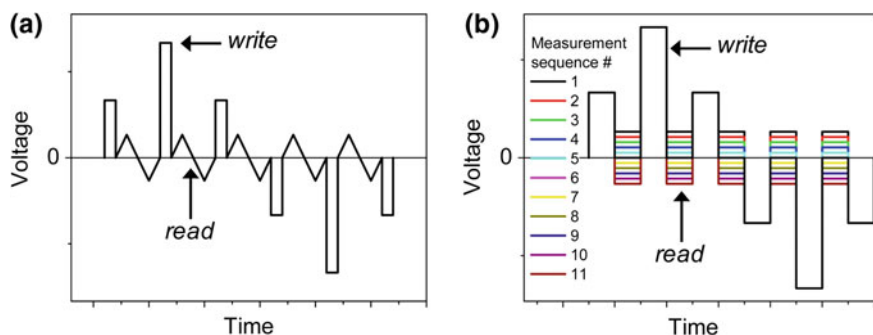 (a)
write
Voltage
0
read
Time
(b)
Measurement
sequence #
1
2
3
4
5
6
7
8
9
10
11
write
Voltage
0
read
Time